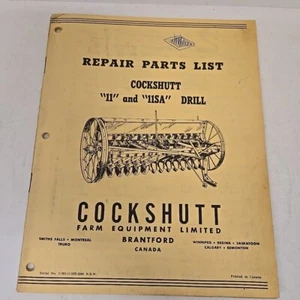 REPAIR PARTS LIST
COCKSHUTT
"11" and "11SA" DRILL
COCKSHUTT
FARM EQUIPMENT LIMITED
SMITHS FALLS • MONTREAL
TRURO
BRANTFORD
CANADA
WINNIPEG • REGINA • SASKATOON
CALGARY • EDMONTON
Printed in Canada